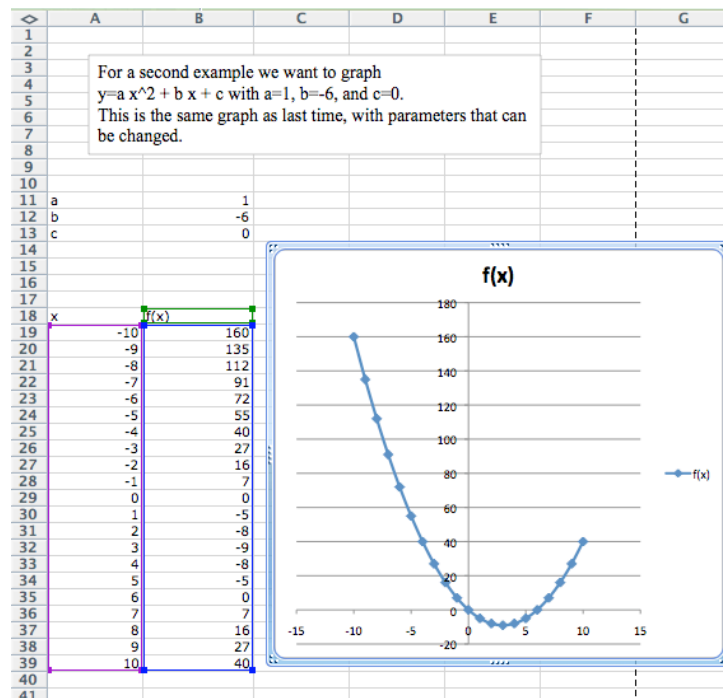 A B C D E F G
1
2
3
4
5
6
7
8
9
10
For a second example we want to graph
y=a x^2 + b x + c with a=1, b=-6, and c=0.
This is the same graph as last time, with parameters that can
be changed.
11 a 1
12 b -6
13 c 0
14
15
16
17
18 x f(x)
19 -10 160
20 -9 135
21 -8 112
22 -7 91
23 -6 72
24 -5 55
25 -4 40
26 -3 27
27 -2 16
28 -1 7
29 0 0
30 1 -5
31 2 -8
32 3 -9
33 4 -8
34 5 -5
35 6 0
36 7 7
37 8 16
38 9 27
39 10 40
40
41
f(x)
180
160
140
120
100
80
60
40
20
0
-20
-15 -10 -5 0 5 10 15
f(x)